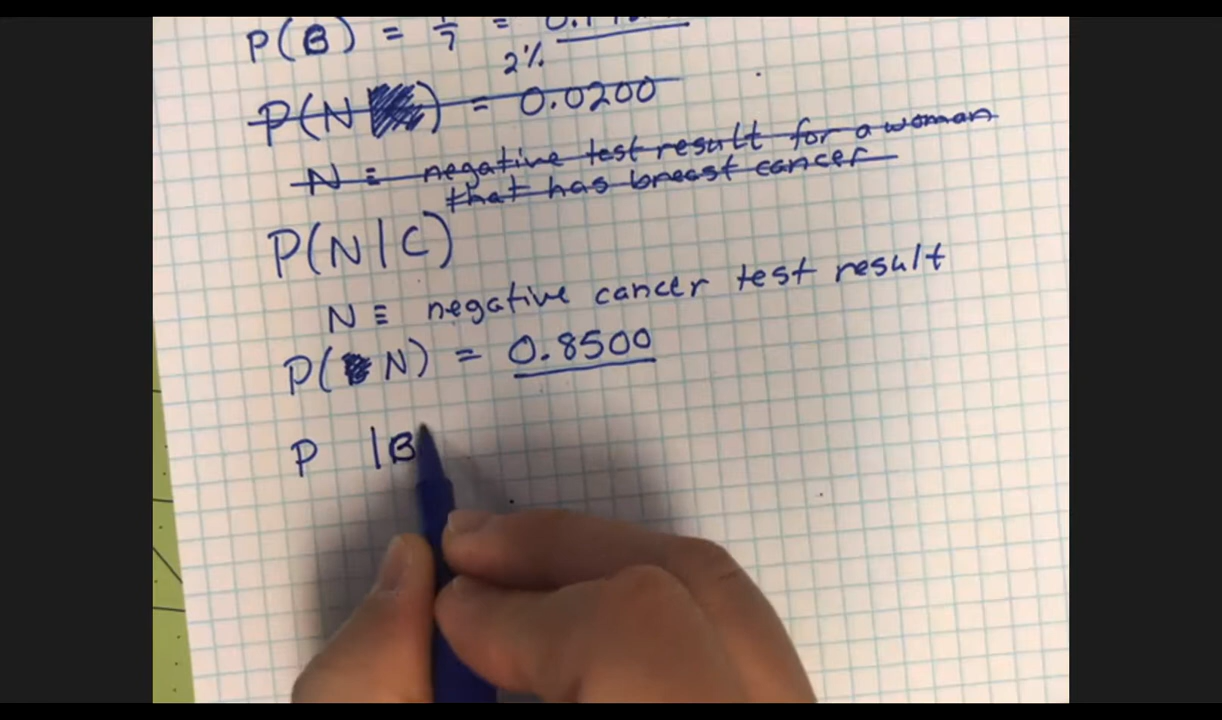 P(B) = 1/7 =
2%
P(N ) = 0.0200
N ≡ negative test result for a woman
that has breast cancer
P(N|C)
N ≡ negative cancer test result
P( N) = 0.8500
P |B